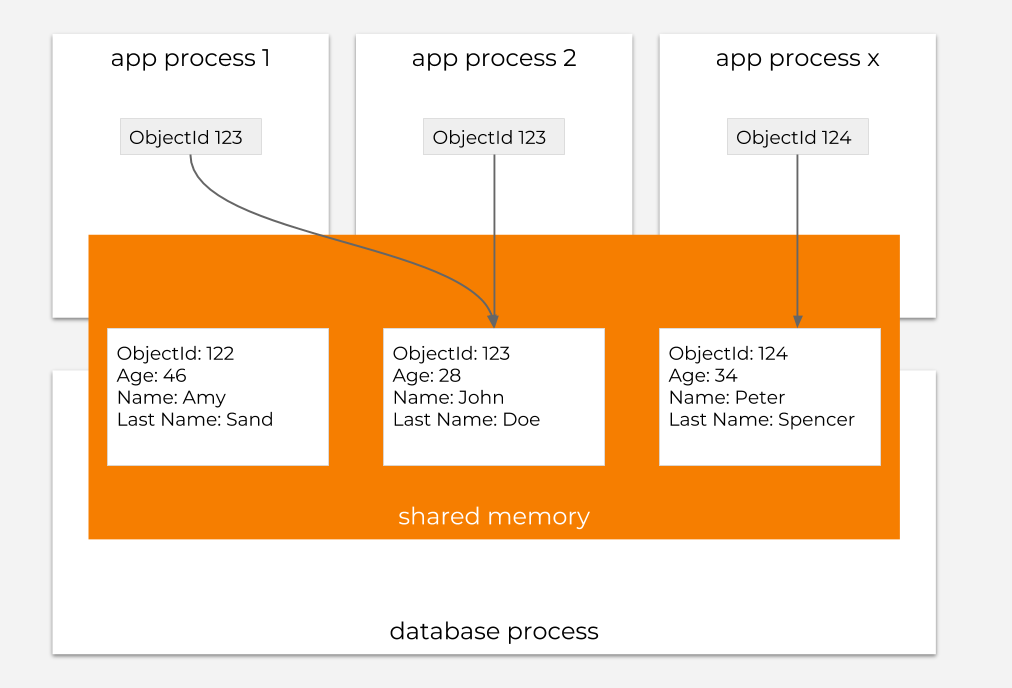 app process 1
app process 2
app process x
ObjectId 123
ObjectId 123
ObjectId 124
ObjectId: 122
Age: 46
Name: Amy
Last Name: Sand
ObjectId: 123
Age: 28
Name: John
Last Name: Doe
ObjectId: 124
Age: 34
Name: Peter
Last Name: Spencer
shared memory
database process